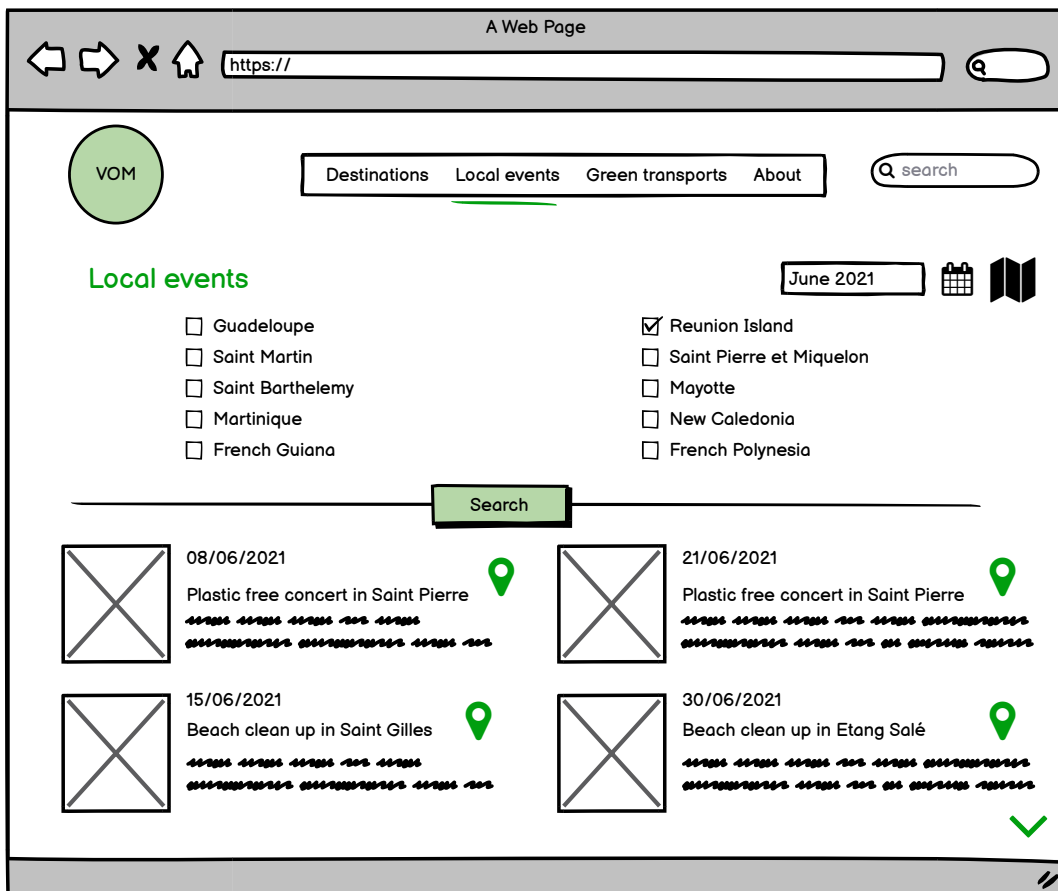 A Web Page
https://
VOM
Destinations Local events Green transports About
search
Local events
June 2021
Guadeloupe
Saint Martin
Saint Barthelemy
Martinique
French Guiana
Reunion Island
Saint Pierre et Miquelon
Mayotte
New Caledonia
French Polynesia
Search
08/06/2021
Plastic free concert in Saint Pierre
21/06/2021
Plastic free concert in Saint Pierre
15/06/2021
Beach clean up in Saint Gilles
30/06/2021
Beach clean up in Etang Salé